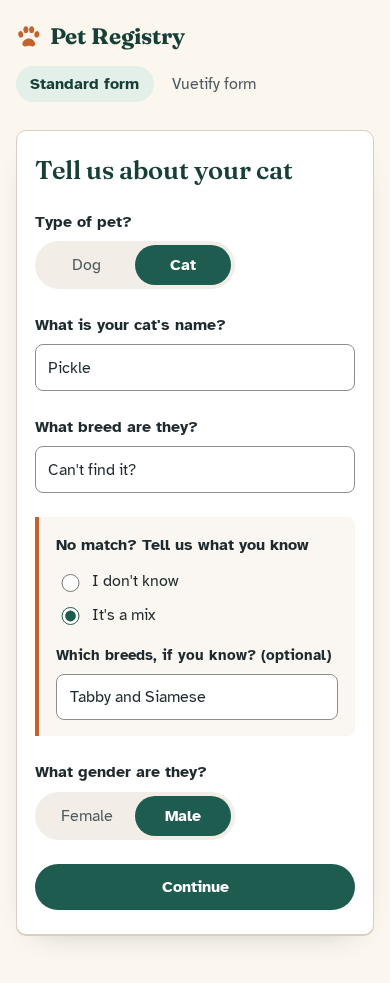 Pet Registry
Standard form
Vuetify form
Tell us about your cat
Type of pet?
Dog
Cat
What is your cat's name?
Pickle
What breed are they?
Can't find it?
No match? Tell us what you know
I don't know
It's a mix
Which breeds, if you know? (optional)
Tabby and Siamese
What gender are they?
Female
Male
Continue